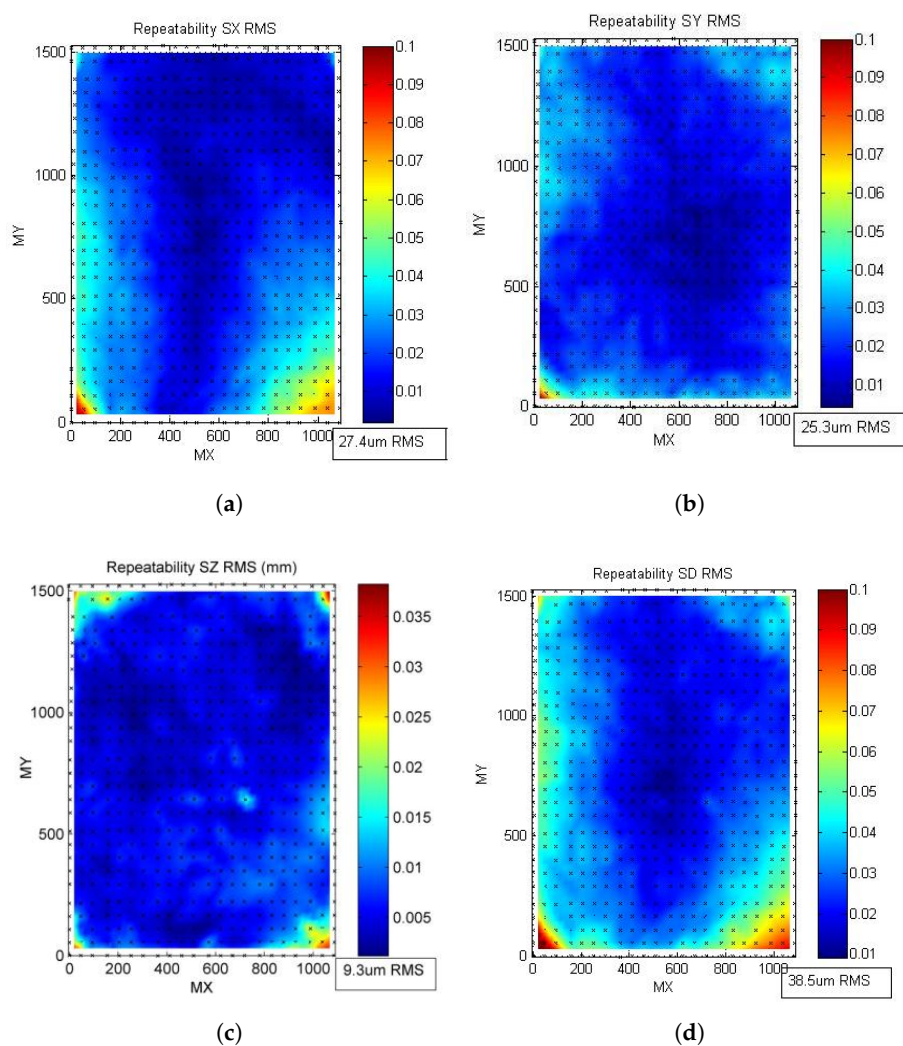 Repeatability SX RMS
1500
1000
500
0
MY
0 200 400 600 800 1000
MX
0.1
0.09
0.08
0.07
0.06
0.05
0.04
0.03
0.02
0.01
27.4um RMS
(a)
Repeatability SY RMS
1500
1000
500
0
MY
0 200 400 600 800 1000
MX
0.1
0.09
0.08
0.07
0.06
0.05
0.04
0.03
0.02
0.01
25.3um RMS
(b)
Repeatability SZ RMS (mm)
1500
1000
500
0
MY
0 200 400 600 800 1000
MX
0.035
0.03
0.025
0.02
0.015
0.01
0.005
9.3um RMS
(c)
Repeatability SD RMS
1500
1000
500
0
MY
0 200 400 600 800 1000
MX
0.1
0.09
0.08
0.07
0.06
0.05
0.04
0.03
0.02
0.01
38.5um RMS
(d)